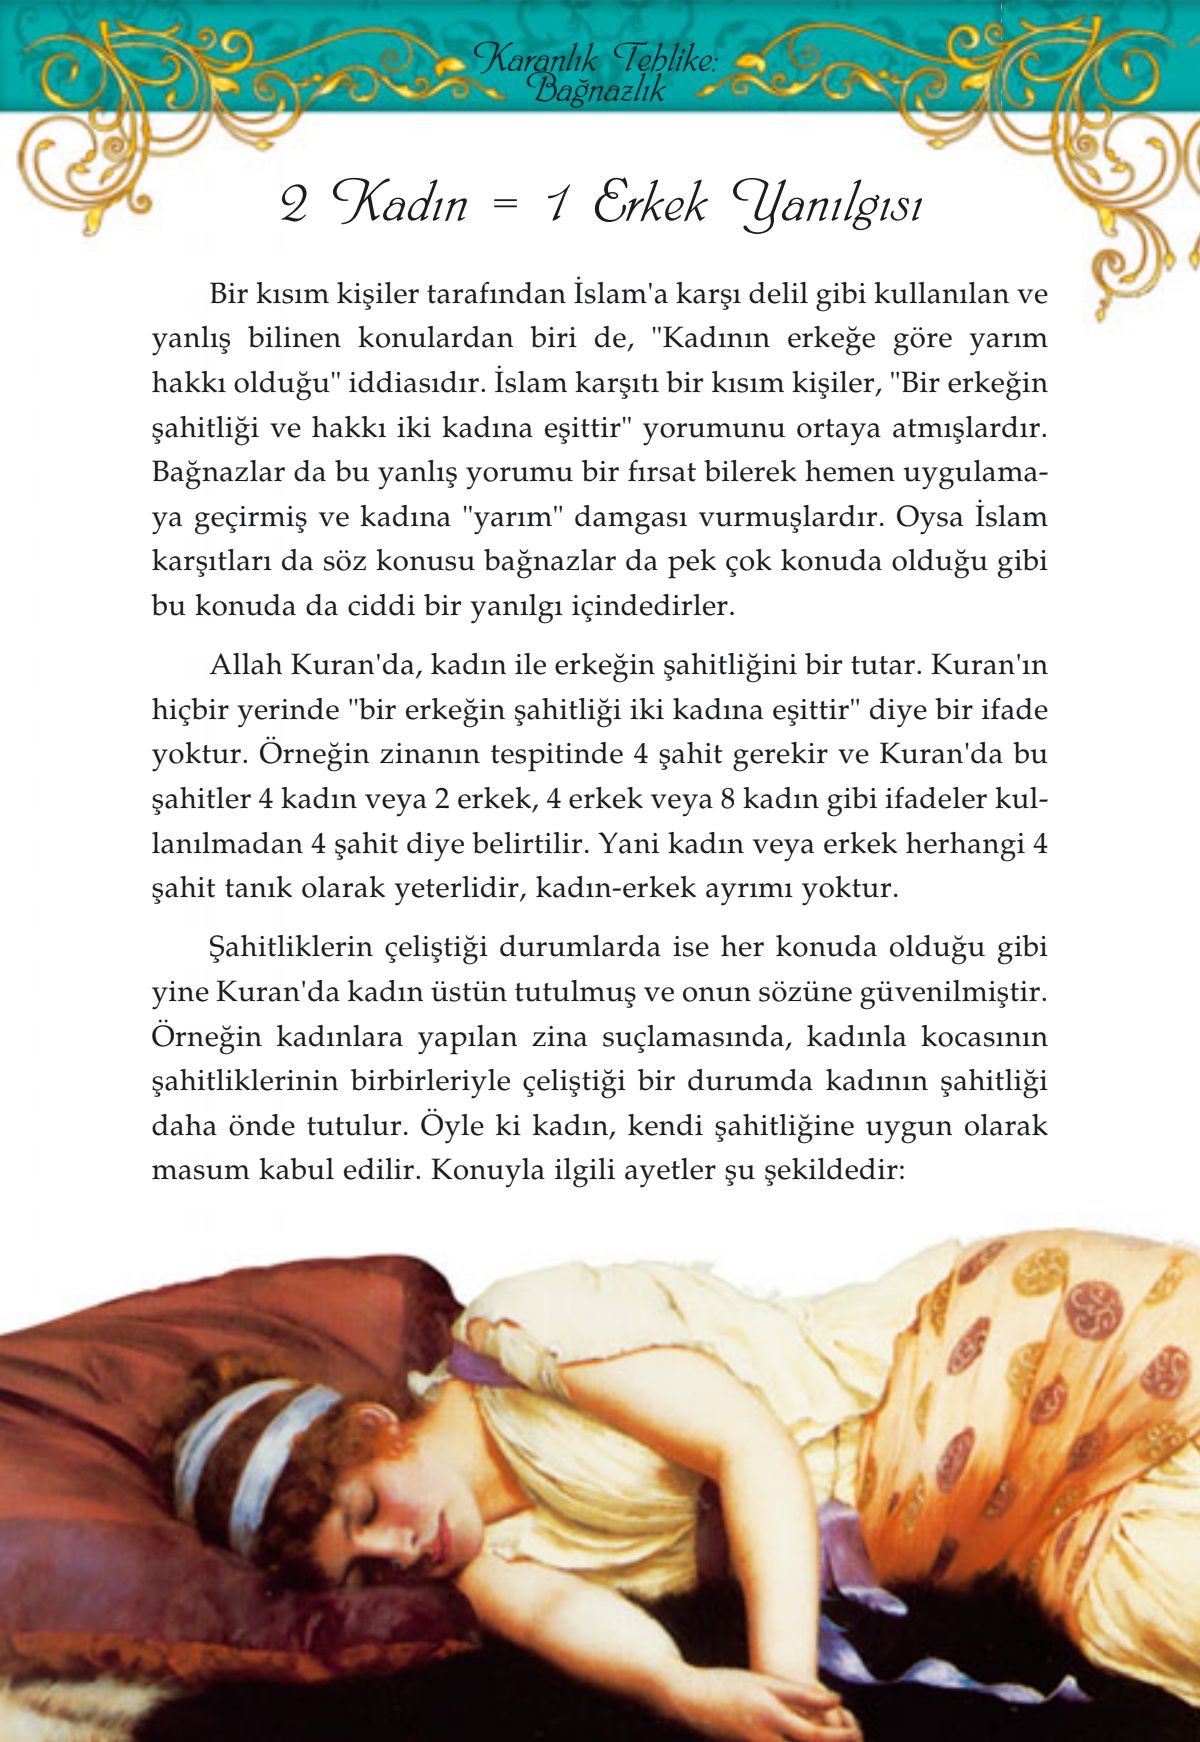 Karanlık Tehlike:
Bağnazlık
2 Kadın = 1 Erkek Yanılgısı
Bir kısım kişiler tarafından İslam'a karşı delil gibi kullanılan ve
yanlış bilinen konulardan biri de, "Kadının erkeğe göre yarım
hakkı olduğu" iddiasıdır. İslam karşıtı bir kısım kişiler, "Bir erkeğin
şahitliği ve hakkı iki kadına eşittir" yorumunu ortaya atmışlardır.
Bağnazlar da bu yanlış yorumu bir fırsat bilerek hemen uygulama-
ya geçirmiş ve kadına "yarım" damgası vurmuşlardır. Oysa İslam
karşıtları da söz konusu bağnazlar da pek çok konuda olduğu gibi
bu konuda da ciddi bir yanılgı içindedirler.
Allah Kuran'da, kadın ile erkeğin şahitliğini bir tutar. Kuran'ın
hiçbir yerinde "bir erkeğin şahitliği iki kadına eşittir" diye bir ifade
yoktur. Örneğin zinanın tespitinde 4 şahit gerekir ve Kuran'da bu
şahitler 4 kadın veya 2 erkek, 4 erkek veya 8 kadın gibi ifadeler kul-
lanılmadan 4 şahit diye belirtilir. Yani kadın veya erkek herhangi 4
şahit tanık olarak yeterlidir, kadın-erkek ayrımı yoktur.
Şahitliklerin çeliştiği durumlarda ise her konuda olduğu gibi
yine Kuran'da kadın üstün tutulmuş ve onun sözüne güvenilmiştir.
Örneğin kadınlara yapılan zina suçlamasında, kadınla kocasının
şahitliklerinin birbirleriyle çeliştiği bir durumda kadının şahitliği
daha önde tutulur. Öyle ki kadın, kendi şahitliğine uygun olarak
masum kabul edilir. Konuyla ilgili ayetler şu şekildedir: